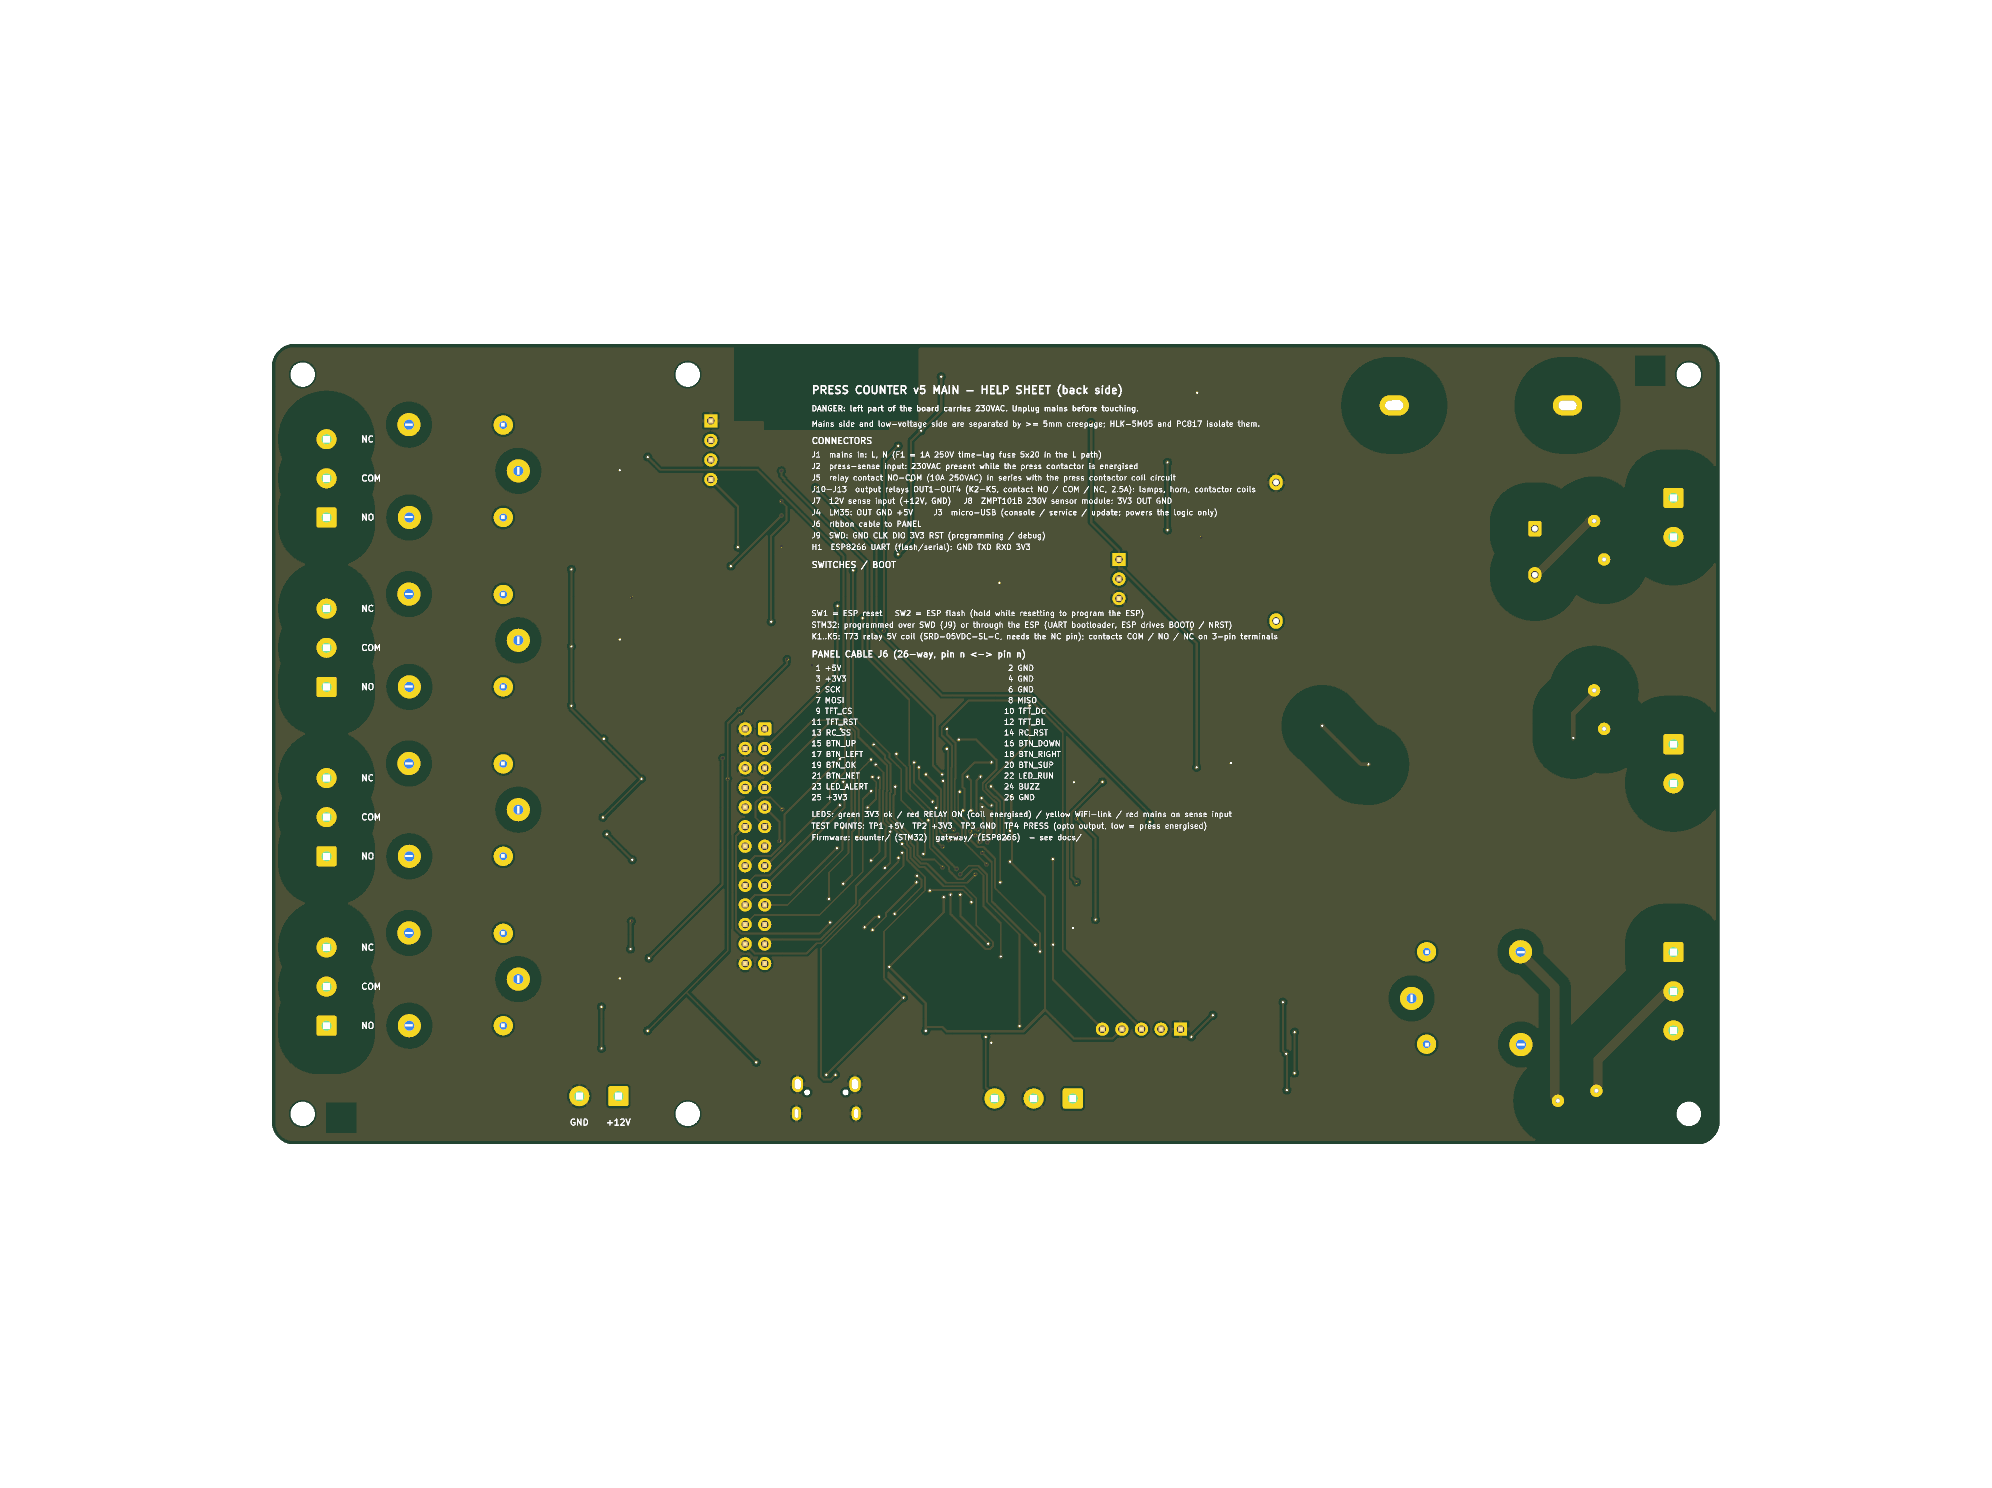 PRESS COUNTER v5 MAIN – HELP SHEET (back side)
DANGER: left part of the board carries 230VAC. Unplug mains before touching.
Mains side and low-voltage side are separated by >= 5mm creepage; HLK-5M05 and PC817 isolate them.
CONNECTORS
J1 mains in: L, N (F1 = 1A 250V time-lag fuse 5x20 in the L path)
J2 press-sense input: 230VAC present while the press contactor is energised
J5 relay contact NO-COM (10A 250VAC) in series with the press contactor coil circuit
J10-J13 output relays OUT1-OUT4 (K2-K5, contact NO / COM / NC, 2.5A): lamps, horn, contactor coils
J7 12V sense input (+12V, GND) J8 ZMPT101B 230V sensor module: 3V3 OUT GND
J4 LM35: OUT GND +5V J3 micro-USB (console / service / update; powers the logic only)
J6 ribbon cable to PANEL
J9 SWD: GND CLK DIO 3V3 RST (programming / debug)
H1 ESP8266 UART (flash/serial): GND TXD RXD 3V3
SWITCHES / BOOT
SW1 = ESP reset SW2 = ESP flash (hold while resetting to program the ESP)
STM32: programmed over SWD (J9) or through the ESP (UART bootloader, ESP drives BOOT0 / NRST)
K1..K5: T73 relay 5V coil (SRD-05VDC-SL-C, needs the NC pin); contacts COM / NO / NC on 3-pin terminals
PANEL CABLE J6 (26-way, pin n <-> pin n)
1 +5V 2 GND
3 +3V3 4 GND
5 SCK 6 GND
7 MOSI 8 MISO
9 TFT_CS 10 TFT_DC
11 TFT_RST 12 TFT_BL
13 RC_SS 14 RC_RST
15 BTN_UP 16 BTN_DOWN
17 BTN_LEFT 18 BTN_RIGHT
19 BTN_OK 20 BTN_SUP
21 BTN_NET 22 LED_RUN
23 LED_ALERT 24 BUZZ
25 +3V3 26 GND
LEDS: green 3V3 ok / red RELAY ON (coil energised) / yellow WiFi-link / red mains on sense input
TEST POINTS: TP1 +5V TP2 +3V3 TP3 GND TP4 PRESS (opto output, low = press energised)
Firmware: counter/ (STM32) gateway/ (ESP8266) - see docs/
NC
COM
NO
NC
COM
NO
NC
COM
NO
NC
COM
NO
GND +12V